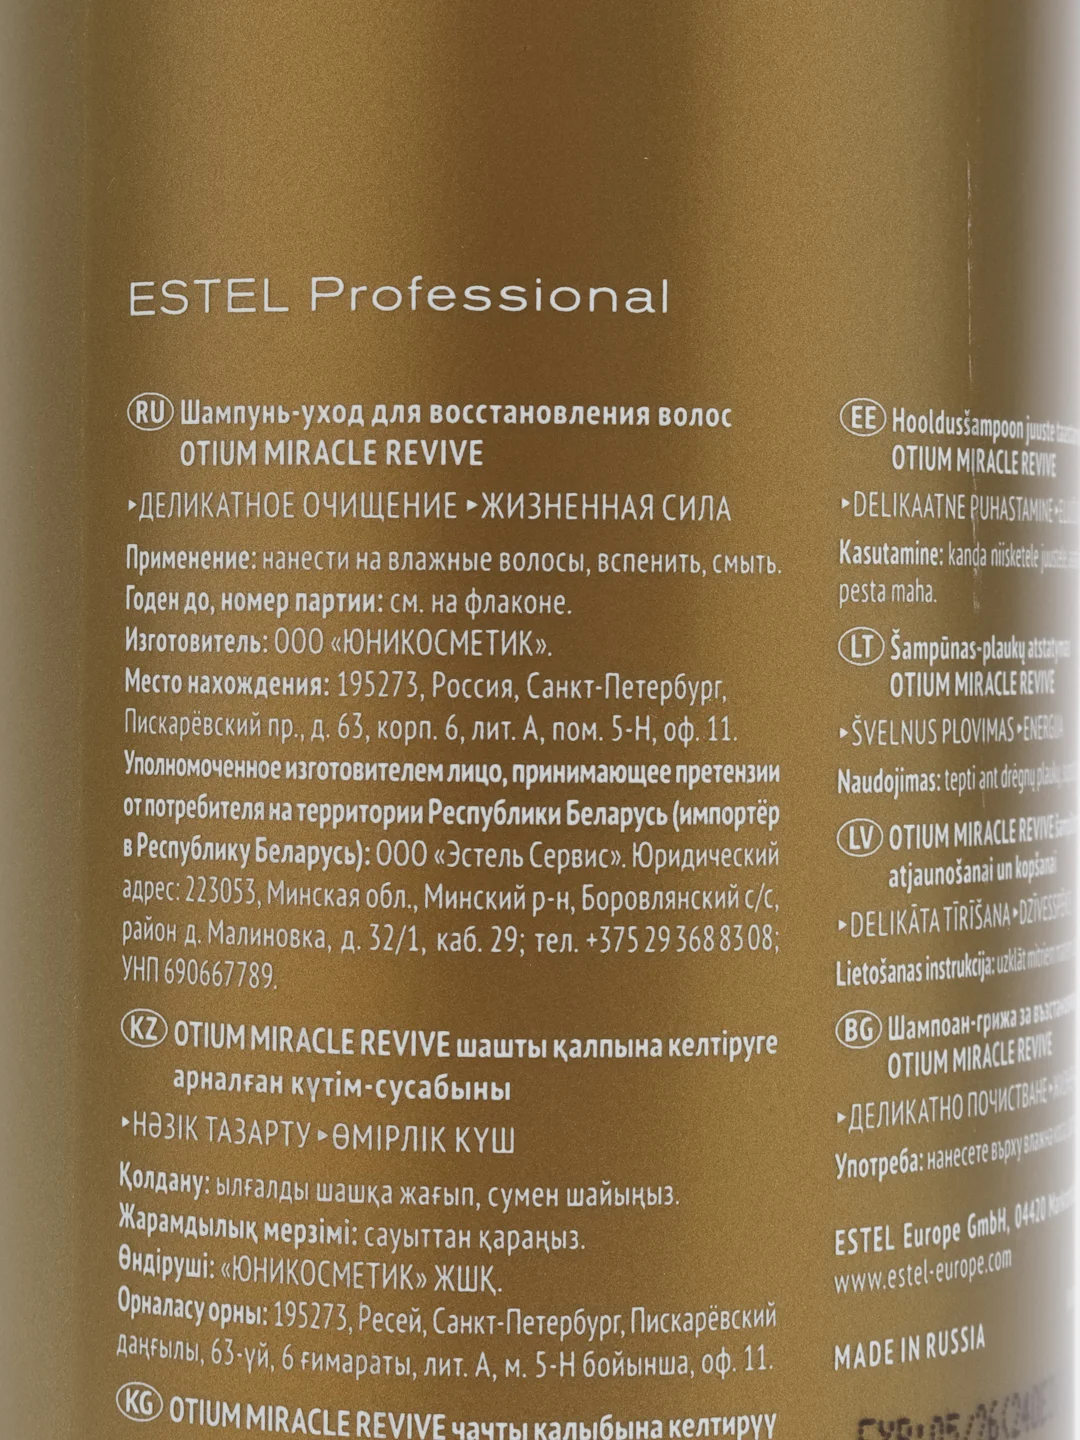 ESTEL Professional
RU Шампунь-уход для восстановления волос
OTIUM MIRACLE REVIVE
▸ДЕЛИКАТНОЕ ОЧИЩЕНИЕ ▸ЖИЗНЕННАЯ СИЛА
Применение: нанести на влажные волосы, вспенить, смыть.
Годен до, номер партии: см. на флаконе.
Изготовитель: ООО «ЮНИКОСМЕТИК».
Место нахождения: 195273, Россия, Санкт-Петербург,
Пискарёвский пр., д. 63, корп. 6, лит. А, пом. 5-Н, оф. 11.
Уполномоченное изготовителем лицо, принимающее претензии
от потребителя на территории Республики Беларусь (импортёр
в Республику Беларусь): ООО «Эстель Сервис». Юридический
адрес: 223053, Минская обл., Минский р-н, Боровлянский с/с,
район д. Малиновка, д. 32/1, каб. 29; тел. +375 29 368 83 08;
УНП 690667789.
KZ OTIUM MIRACLE REVIVE шашты қалпына келтіруге
арналған күтім-сусабыны
▸НӘЗІК ТАЗАРТУ ▸ӨМІРЛІК КҮШ
Қолдану: ылғалды шашқа жағып, сумен шайыңыз.
Жарамдылық мерзімі: сауыттан қараңыз.
Өндіруші: «ЮНИКОСМЕТИК» ЖШҚ.
Орналасу орны: 195273, Ресей, Санкт-Петербург, Пискарёвский
даңғылы, 63-үй, 6 ғимараты, лит. А, м. 5-Н бойынша, оф. 11.
KG OTIUM MIRACLE REVIVE чачты калыбына келтирүү
EE Hooldusšampoon juuste
OTIUM MIRACLE REVIVE
▸DELIKAATNE PUHASTAMINE
Kasutamine: kanda niisketele juustele
pesta maha.
LT Šampūnas-plaukų
OTIUM MIRACLE REVIVE
▸ŠVELNUS PLOVIMAS ▸ENERGIJA
Naudojimas: tepti ant drėgnų plaukų
LV OTIUM MIRACLE REVIVE
atjaunošanai un kopšanai
▸DELIKĀTA TĪRĪŠANA
Lietošanas instrukcija: uzklāt
BG Шампоан-грижа за
OTIUM MIRACLE REVIVE
▸ДЕЛИКАТНО ПОЧИСТВАНЕ
Употреба: нанесете върху влажна
ESTEL Europe GmbH, 04420
www.estel-europe.com
MADE IN RUSSIA